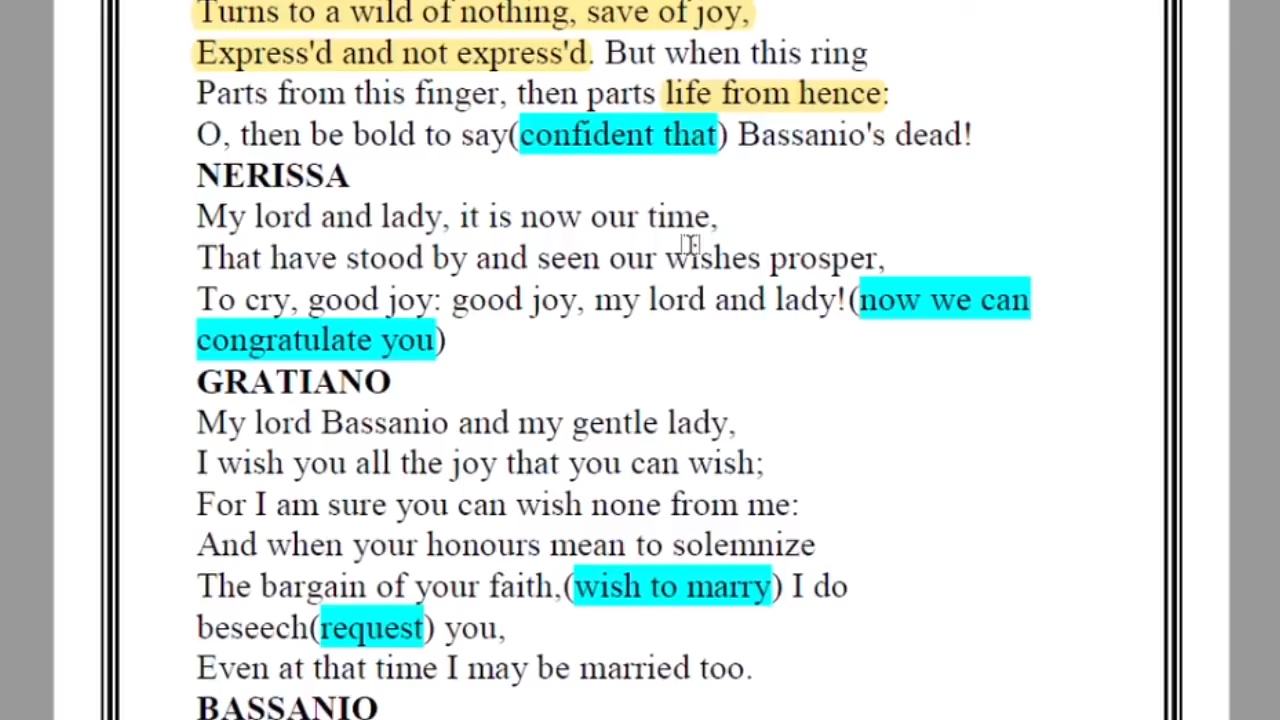 Turns to a wild of nothing, save of joy,
Express'd and not express'd. But when this ring
Parts from this finger, then parts life from hence:
O, then be bold to say(confident that) Bassanio's dead!
NERISSA
My lord and lady, it is now our time,
That have stood by and seen our wishes prosper,
To cry, good joy: good joy, my lord and lady!(now we can
congratulate you)
GRATIANO
My lord Bassanio and my gentle lady,
I wish you all the joy that you can wish;
For I am sure you can wish none from me:
And when your honours mean to solemnize
The bargain of your faith,(wish to marry) I do
beseech(request) you,
Even at that time I may be married too.
BASSANIO